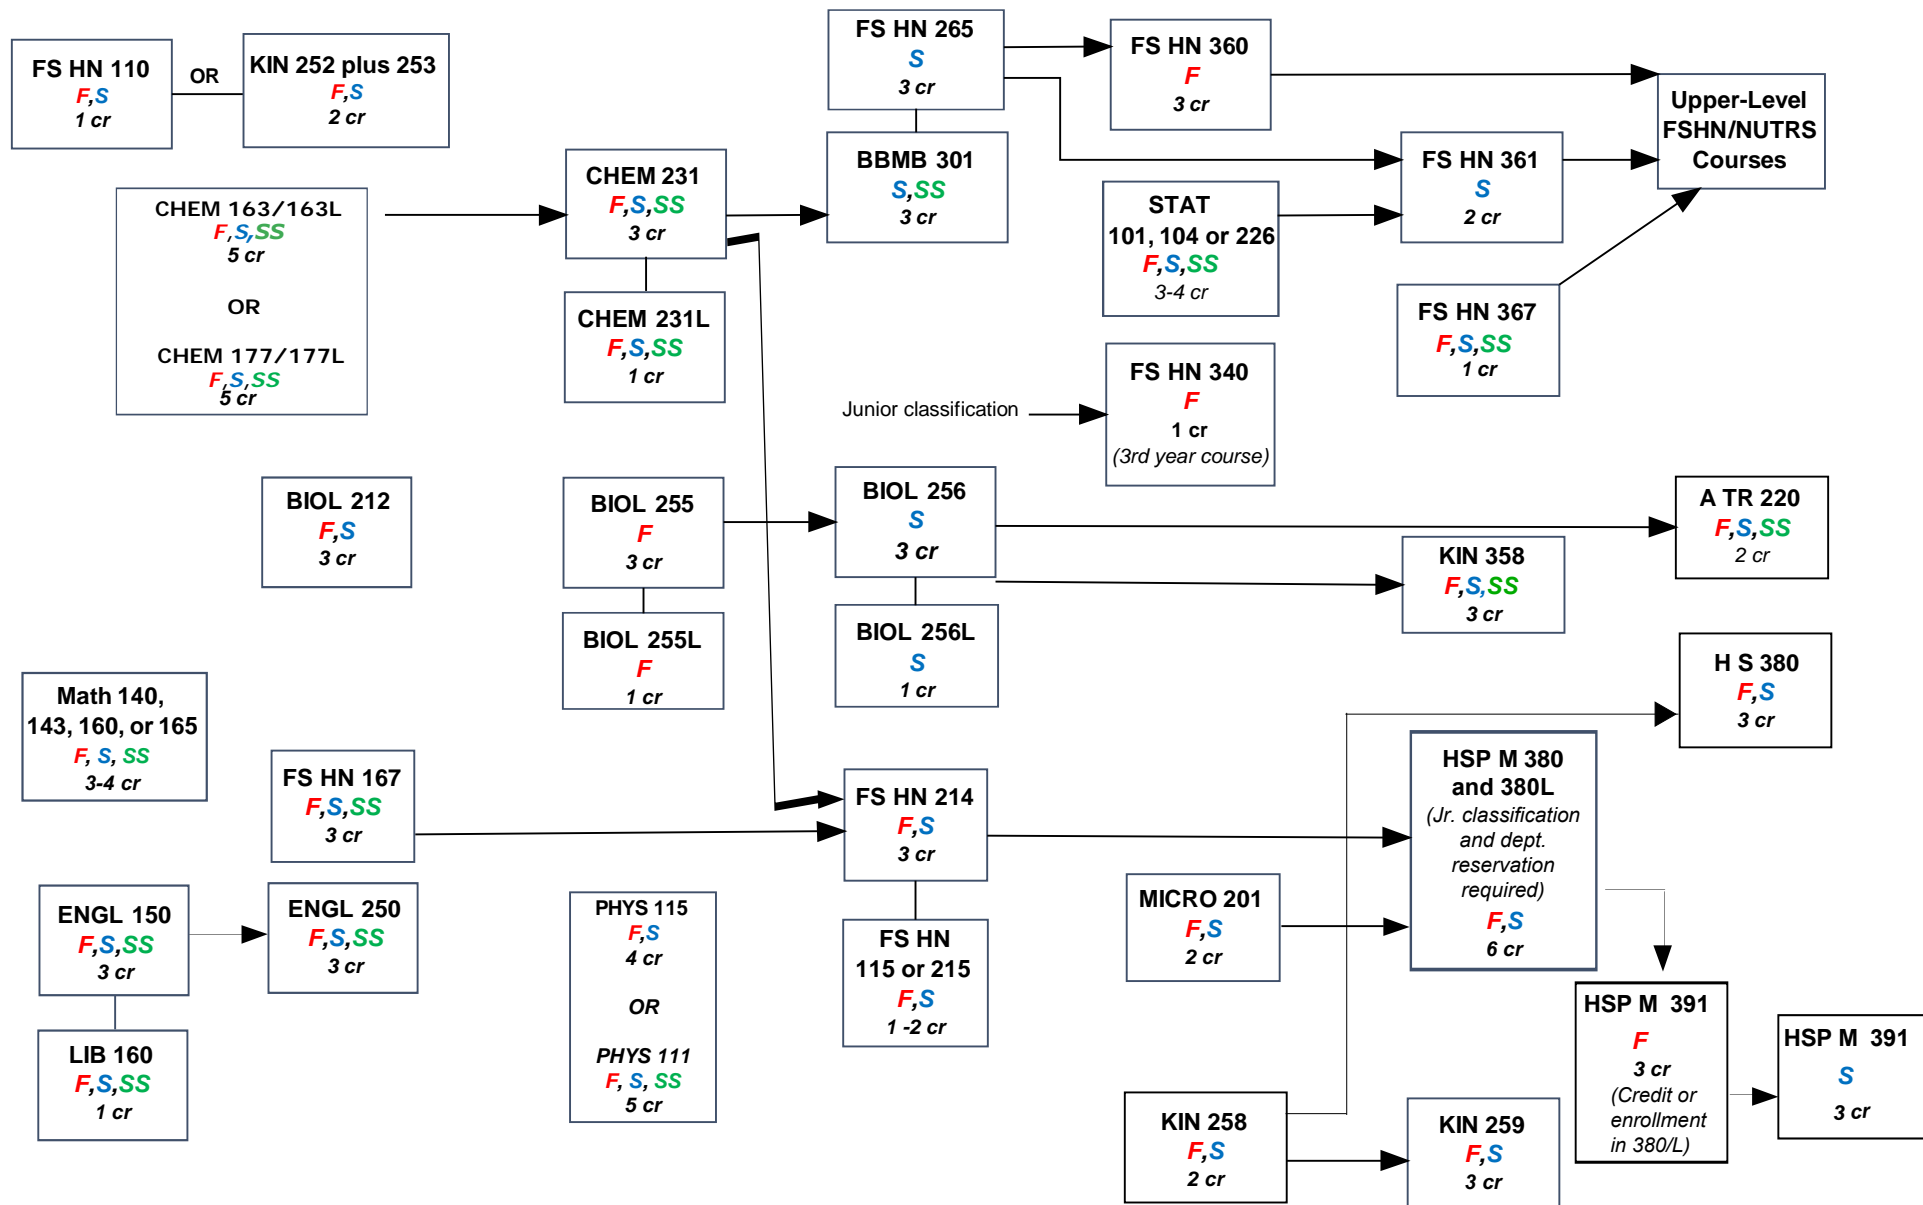 FS HN 110
F,S
1 cr
OR
KIN 252 plus 253
F,S
2 cr
FS HN 265
S
3 cr
FS HN 360
F
3 cr
Upper-Level
FSHN/NUTRS
Courses
CHEM 163/163L
F,S,SS
5 cr
OR
CHEM 177/177L
F,S,SS
5 cr
CHEM 231
F,S,SS
3 cr
CHEM 231L
F,S,SS
1 cr
BBMB 301
S,SS
3 cr
STAT
101, 104 or 226
F,S,SS
3-4 cr
FS HN 361
S
2 cr
FS HN 367
F,S,SS
1 cr
Junior classification
FS HN 340
F
1 cr
(3rd year course)
BIOL 212
F,S
3 cr
BIOL 255
F
3 cr
BIOL 255L
F
1 cr
BIOL 256
S
3 cr
BIOL 256L
S
1 cr
A TR 220
F,S,SS
2 cr
KIN 358
F,S,SS
3 cr
H S 380
F,S
3 cr
Math 140,
143, 160, or 165
F, S, SS
3-4 cr
FS HN 167
F,S,SS
3 cr
FS HN 214
F,S
3 cr
FS HN
115 or 215
F,S
1 -2 cr
HSP M 380
and 380L
(Jr. classification
and dept.
reservation
required)
F,S
6 cr
ENGL 150
F,S,SS
3 cr
ENGL 250
F,S,SS
3 cr
LIB 160
F,S,SS
1 cr
PHYS 115
F,S
4 cr
OR
PHYS 111
F, S, SS
5 cr
MICRO 201
F,S
2 cr
HSP M 391
F
3 cr
(Credit or
enrollment
in 380/L)
HSP M 391
S
3 cr
KIN 258
F,S
2 cr
KIN 259
F,S
3 cr